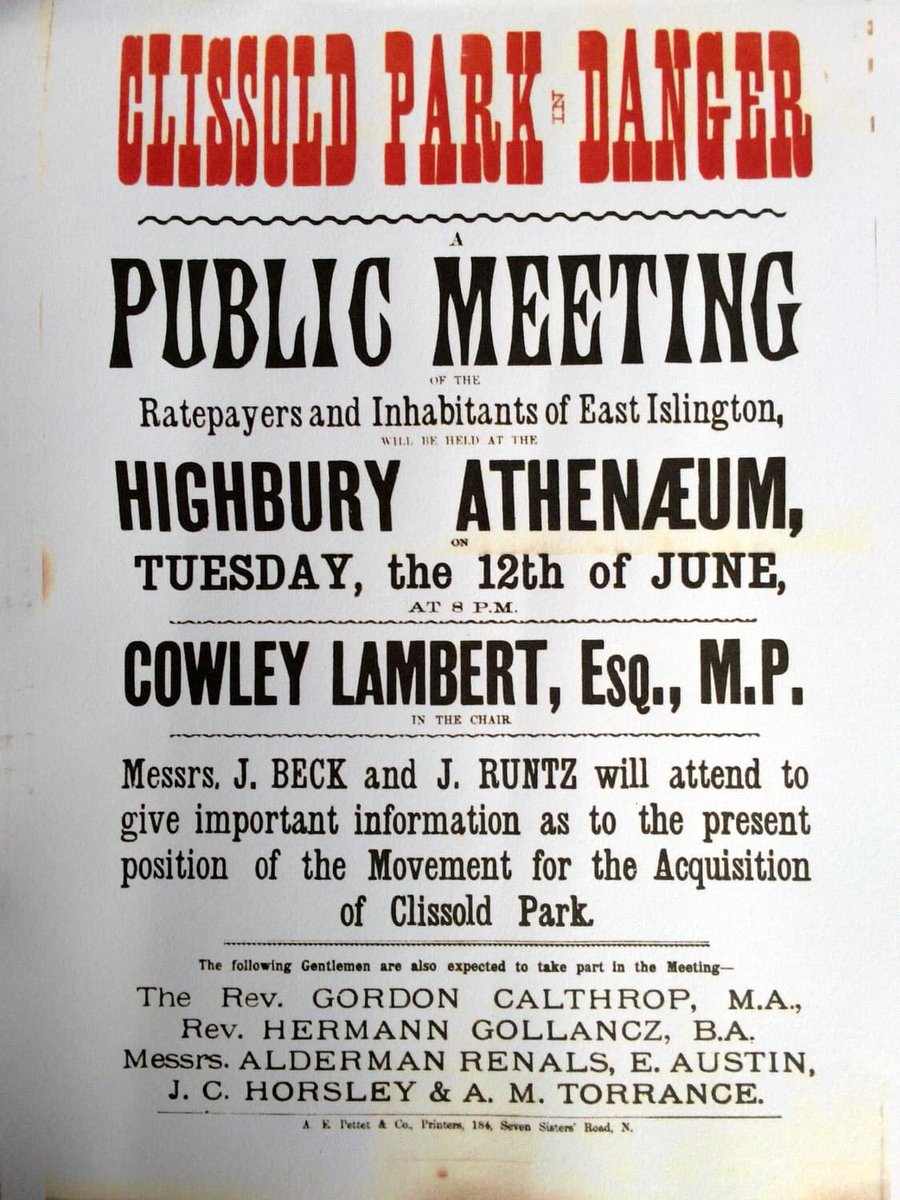 CLISSOLD PARK IN DANGER
A
PUBLIC MEETING
OF THE
Ratepayers and Inhabitants of East Islington,
WILL BE HELD AT THE
HIGHBURY ATHENÆUM,
ON
TUESDAY, the 12th of JUNE,
AT 8 P.M.
COWLEY LAMBERT, Esq., M.P.
IN THE CHAIR
Messrs. J. BECK and J. RUNTZ will attend to
give important information as to the present
position of the Movement for the Acquisition
of Clissold Park.
The following Gentlemen are also expected to take part in the Meeting—
The Rev. GORDON CALTHROP, M.A.,
Rev. HERMANN GOLLANCZ, B.A.
Messrs. ALDERMAN RENALS, E. AUSTIN,
J. C. HORSLEY & A. M. TORRANCE.
A. E Pettet & Co., Printers, 184, Seven Sisters' Road, N.